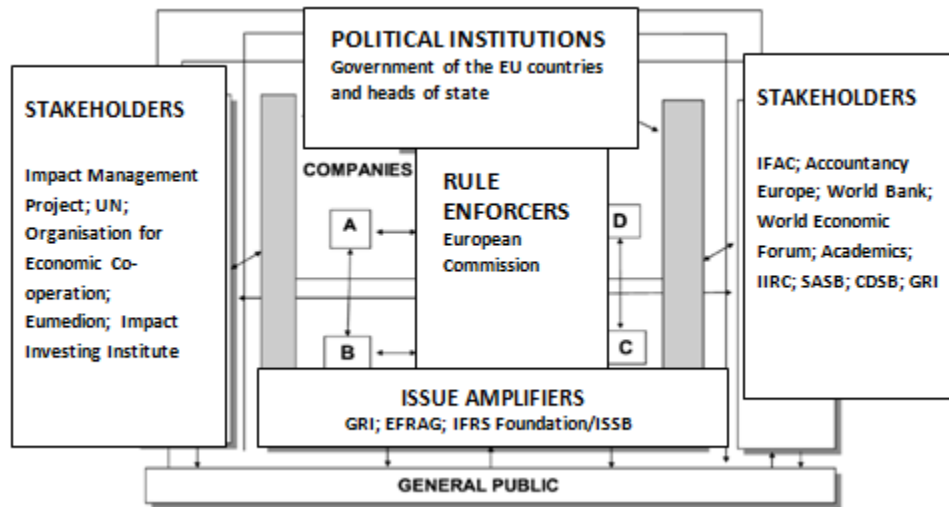 POLITICAL INSTITUTIONS
Government of the EU countries
and heads of state
STAKEHOLDERS
Impact Management
Project; UN;
Organisation for
Economic Co-
operation;
Eumedion; Impact
Investing Institute
COMPANIES
A
B
RULE
ENFORCERS
European
Commission
D
C
STAKEHOLDERS
IFAC; Accountancy
Europe; World Bank;
World Economic
Forum; Academics;
IIRC; SASB; CDSB; GRI
ISSUE AMPLIFIERS
GRI; EFRAG; IFRS Foundation/ISSB
GENERAL PUBLIC